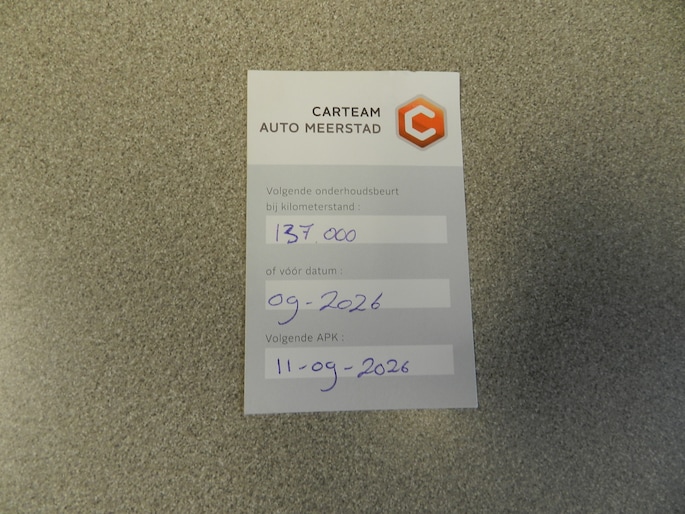 CARTEAM
AUTO MEERSTAD
Volgende onderhoudsbeurt
bij kilometerstand :
137.000
of vóór datum :
09-2026
Volgende APK :
11-09-2026